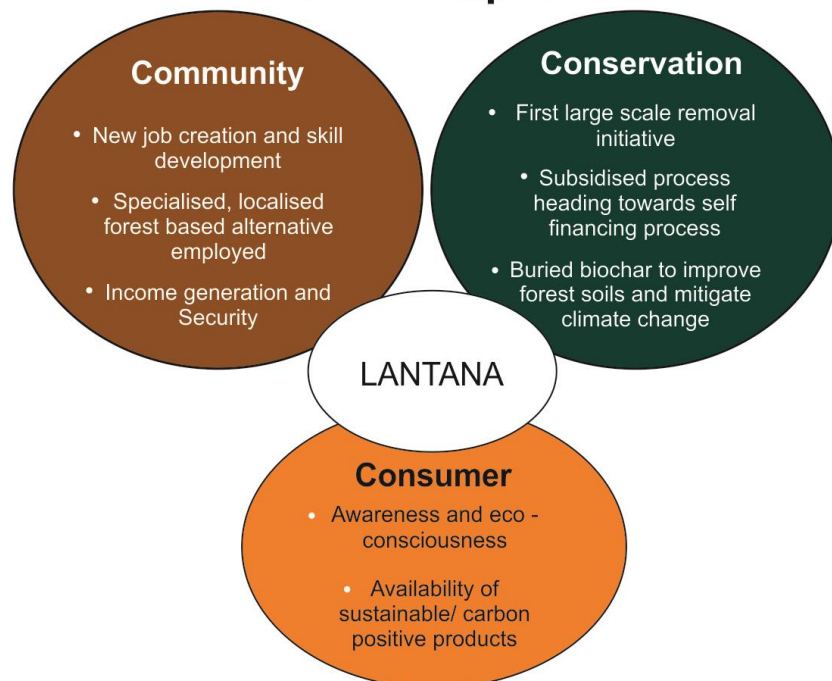 Community
• New job creation and skill
development
• Specialised, localised
forest based alternative
employed
• Income generation and
Security
Conservation
• First large scale removal
initiative
• Subsidised process
heading towards self
financing process
• Buried biochar to improve
forest soils and mitigate
climate change
LANTANA
Consumer
• Awareness and eco -
consciousness
• Availability of
sustainable/ carbon
positive products